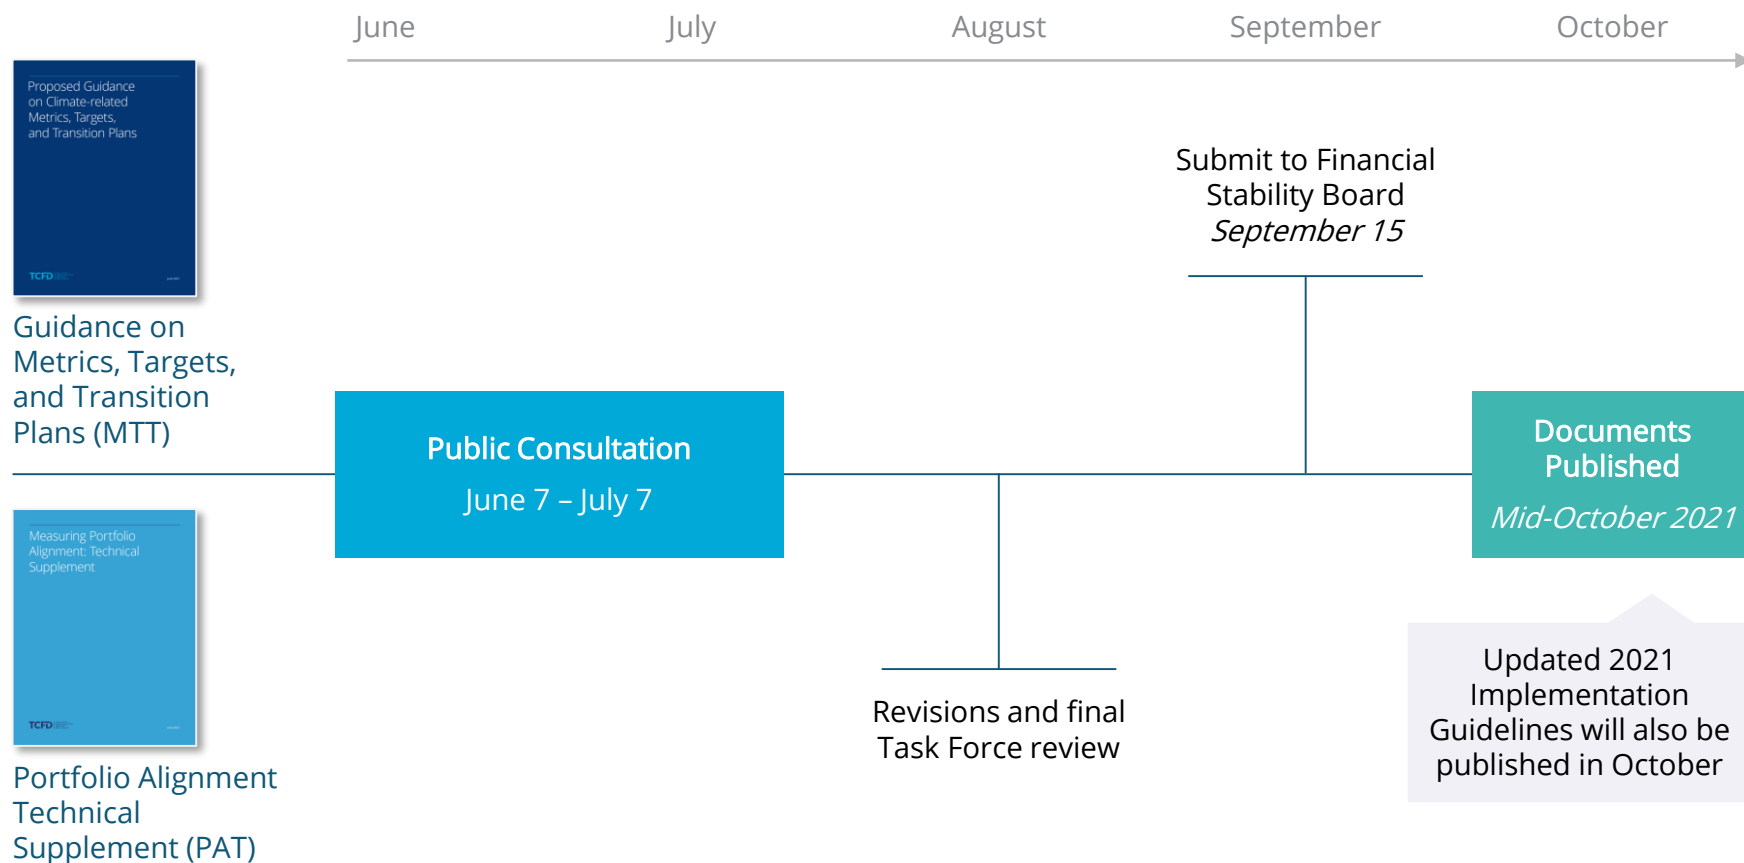 June
July
August
September
October
Proposed Guidance
on Climate-related
Metrics, Targets,
and Transition Plans
TCFD
Guidance on
Metrics, Targets,
and Transition
Plans (MTT)
Submit to Financial
Stability Board
September 15
Public Consultation
June 7 – July 7
Documents
Published
Mid-October 2021
Measuring Portfolio
Alignment: Technical
Supplement
TCFD
Portfolio Alignment
Technical
Supplement (PAT)
Revisions and final
Task Force review
Updated 2021
Implementation
Guidelines will also be
published in October